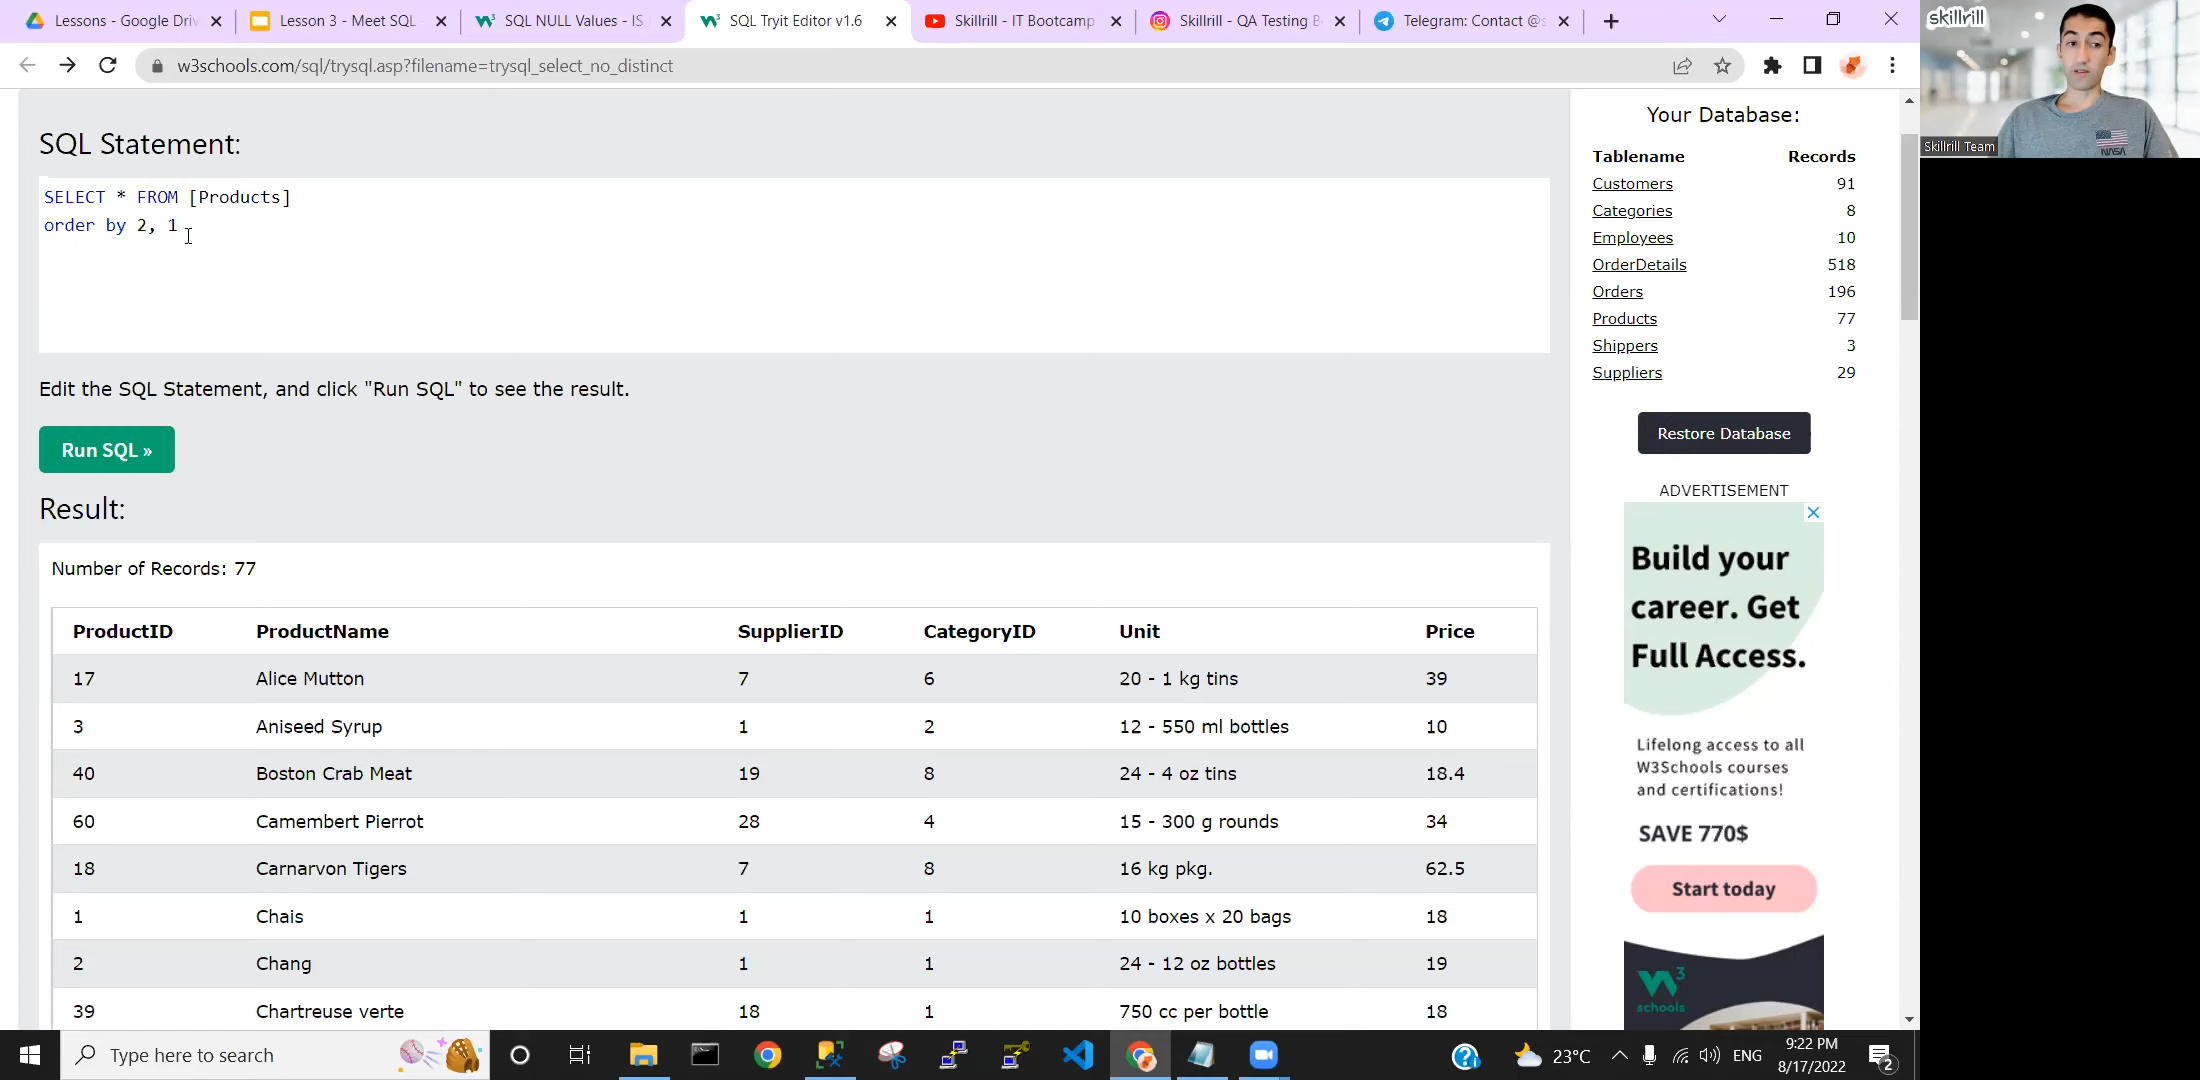 Lessons - Google Driv
Lesson 3 - Meet SQL
SQL NULL Values - IS
SQL Tryit Editor v1.6
Skillrill - IT Bootcamp
Skillrill - QA Testing B
Telegram: Contact @s
w3schools.com/sql/trysql.asp?filename=trysql_select_no_distinct
skillrill
Skillrill Team
NASA
SQL Statement:
SELECT * FROM [Products]
order by 2, 1
Edit the SQL Statement, and click "Run SQL" to see the result.
Run SQL »
Result:
Number of Records: 77
ProductID ProductName SupplierID CategoryID Unit Price
17 Alice Mutton 7 6 20 - 1 kg tins 39
3 Aniseed Syrup 1 2 12 - 550 ml bottles 10
40 Boston Crab Meat 19 8 24 - 4 oz tins 18.4
60 Camembert Pierrot 28 4 15 - 300 g rounds 34
18 Carnarvon Tigers 7 8 16 kg pkg. 62.5
1 Chais 1 1 10 boxes x 20 bags 18
2 Chang 1 1 24 - 12 oz bottles 19
39 Chartreuse verte 18 1 750 cc per bottle 18
Your Database:
Tablename Records
Customers 91
Categories 8
Employees 10
OrderDetails 518
Orders 196
Products 77
Shippers 3
Suppliers 29
Restore Database
ADVERTISEMENT
Build your
career. Get
Full Access.
Lifelong access to all
W3Schools courses
and certifications!
SAVE 770$
Start today
W3
schools
Type here to search
23°C
ENG
9:22 PM
8/17/2022
2